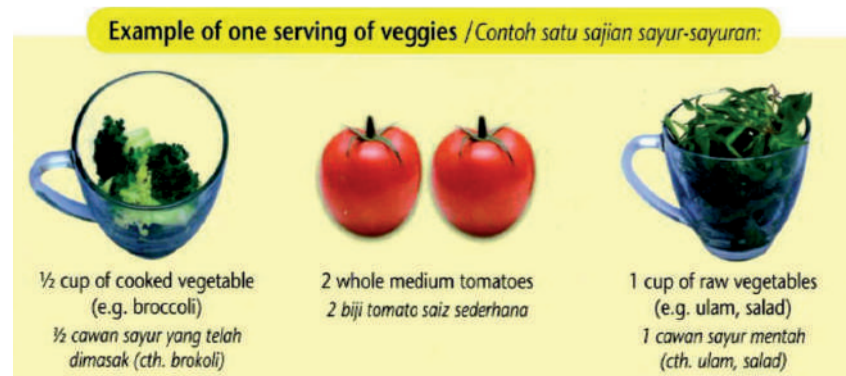 Example of one serving of veggies / Contoh satu sajian sayur-sayuran:
½ cup of cooked vegetable
(e.g. broccoli)
½ cawan sayur yang telah
dimasak (cth. brokoli)
2 whole medium tomatoes
2 biji tomato saiz sederhana
1 cup of raw vegetables
(e.g. ulam, salad)
1 cawan sayur mentah
(cth. ulam, salad)